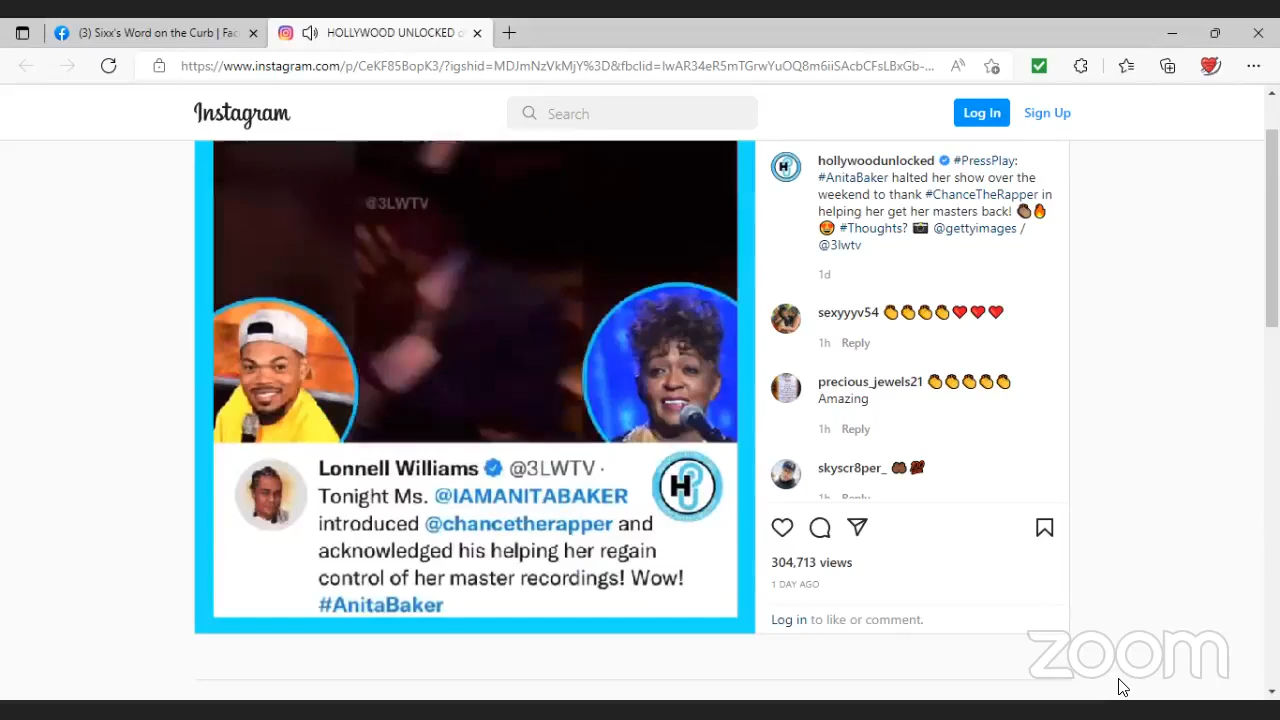 (3) Sixx's Word on the Curb | Fac
HOLLYWOOD UNLOCKED o
https://www.instagram.com/p/CeKF85BopK3/?igshid=MDJmNzVkMjY%3D&fbclid=IwAR34eR5mTGrwYuOQ8m6iiSAcbCFsLBxGb-...
Instagram
Search
Log In
Sign Up
@3LWTV
Lonnell Williams @3LWTV ·
Tonight Ms. @IAMANITABAKER
introduced @chancetherapper and
acknowledged his helping her regain
control of her master recordings! Wow!
#AnitaBaker
H
hollywoodunlocked #PressPlay:
#AnitaBaker halted her show over the
weekend to thank #ChanceTheRapper in
helping her get her masters back! 👏🏾🔥
😍 #Thoughts? 📸 @gettyimages /
@3lwtv
1d
sexyyyv54 👏👏👏👏❤️❤️❤️
1h Reply
precious_jewels21 👏👏👏👏👏
Amazing
1h Reply
skyscr8per_ 🙌🏿💯
1h Reply
304,713 views
1 DAY AGO
Log in to like or comment.
zoom